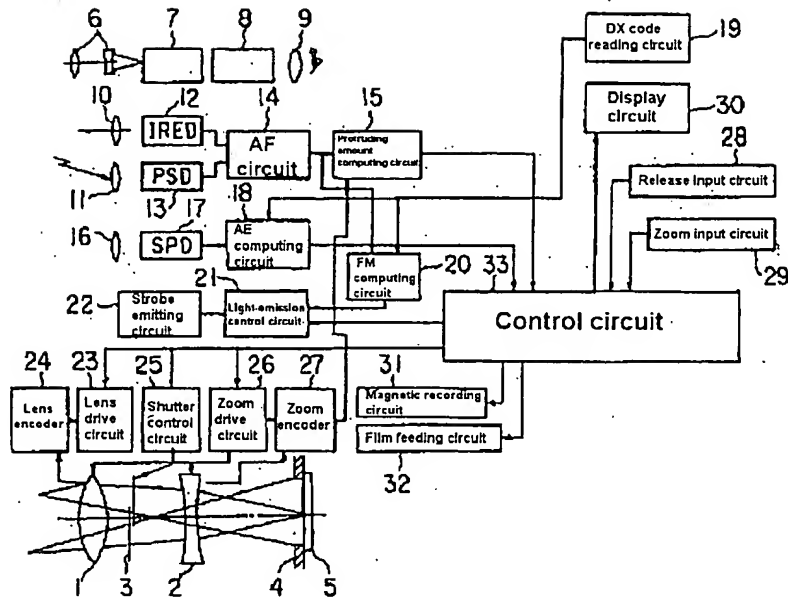 6
7
8
9
DX code
reading circuit
19
10
12
IRED
14
AF
circuit
15
Protruding
amount
computing circuit
Display
circuit
30
11
PSD
13
17
18
28
Release input circuit
16
SPD
AE
computing
circuit
Zoom input circuit
29
FM
computing
circuit
20
33
Control circuit
21
22
Strobe
emitting
circuit
Light-emission
control circuit
24
23
25
26
27
31
Lens
encoder
Lens
drive
circuit
Shutter
control
circuit
Zoom
drive
circuit
Zoom
encoder
Magnetic recording
circuit
Film feeding circuit
32
1
3
2
4
5